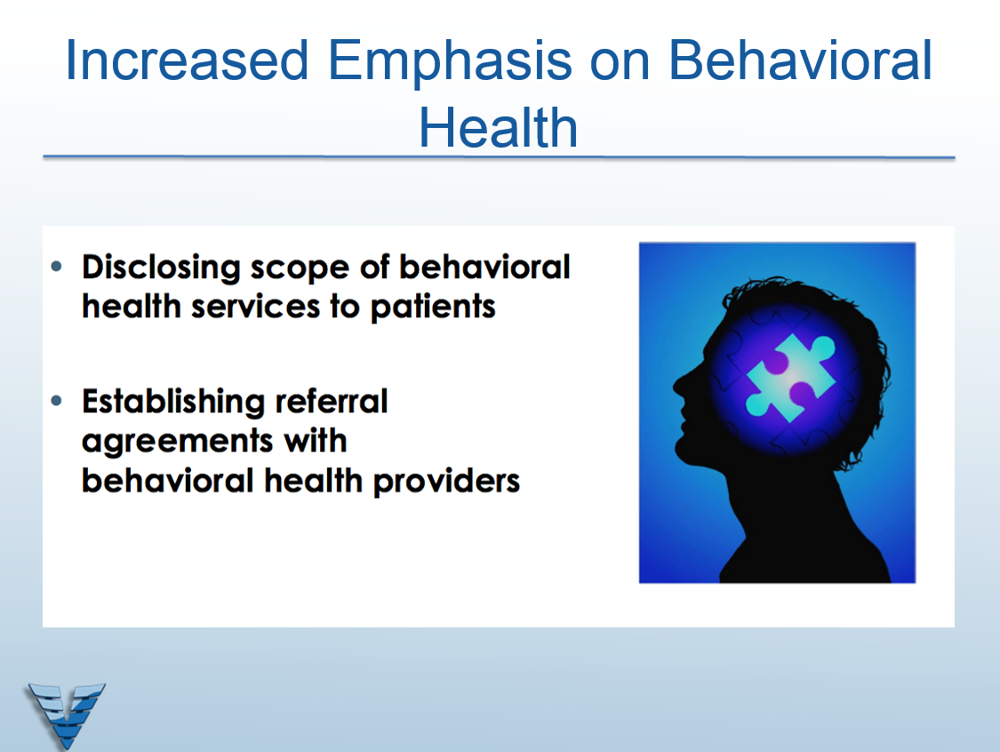 Increased Emphasis on Behavioral
Health
• Disclosing scope of behavioral
health services to patients
• Establishing referral
agreements with
behavioral health providers